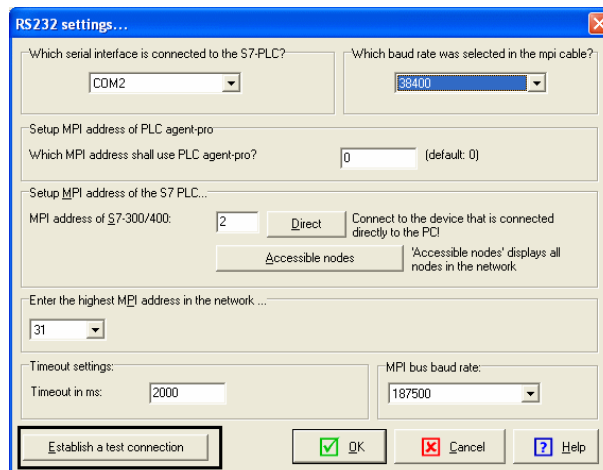 RS232 settings...
Which serial interface is connected to the S7-PLC?
COM2
Which baud rate was selected in the mpi cable?
38400
Setup MPI address of PLC agent-pro
Which MPI address shall use PLC agent-pro?
0
(default: 0)
Setup MPI address of the S7 PLC...
MPI address of S7-300/400:
2
Direct
Connect to the device that is connected
directly to the PC!
Accessible nodes
'Accessible nodes' displays all
nodes in the network
Enter the highest MPI address in the network ...
31
Timeout settings:
Timeout in ms:
2000
MPI bus baud rate:
187500
Establish a test connection
OK
Cancel
? Help